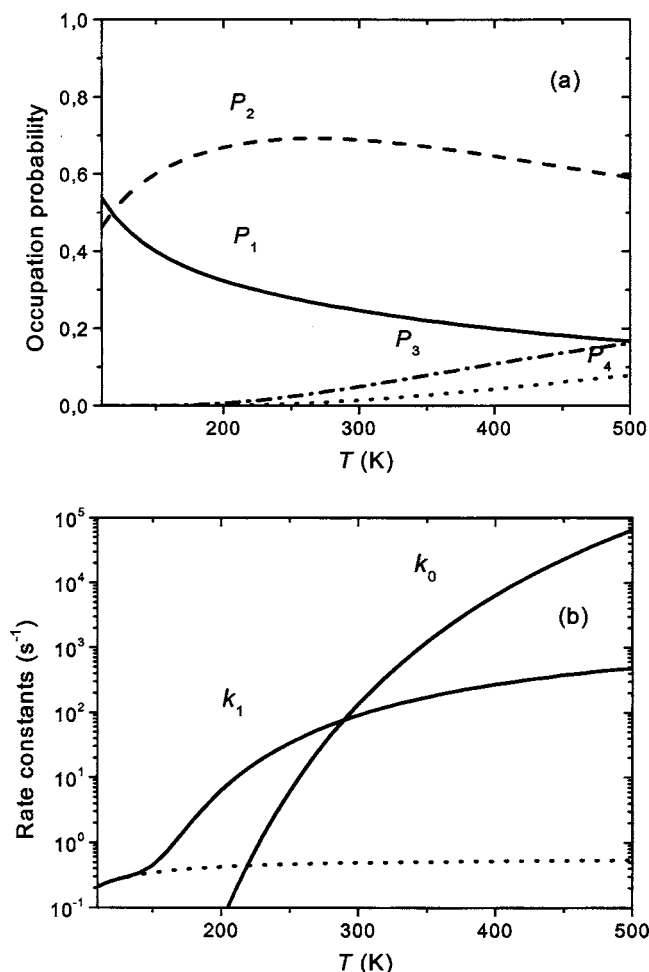 1,0
0,8
0,6
0,4
0,2
0,0
Occupation probability
(a)
P2
P1
P3
P4
200
300
400
500
T (K)
10^5
10^4
10^3
10^2
10^1
10^0
10^-1
Rate constants (s^-1)
k0
(b)
k1
200
300
400
500
T (K)